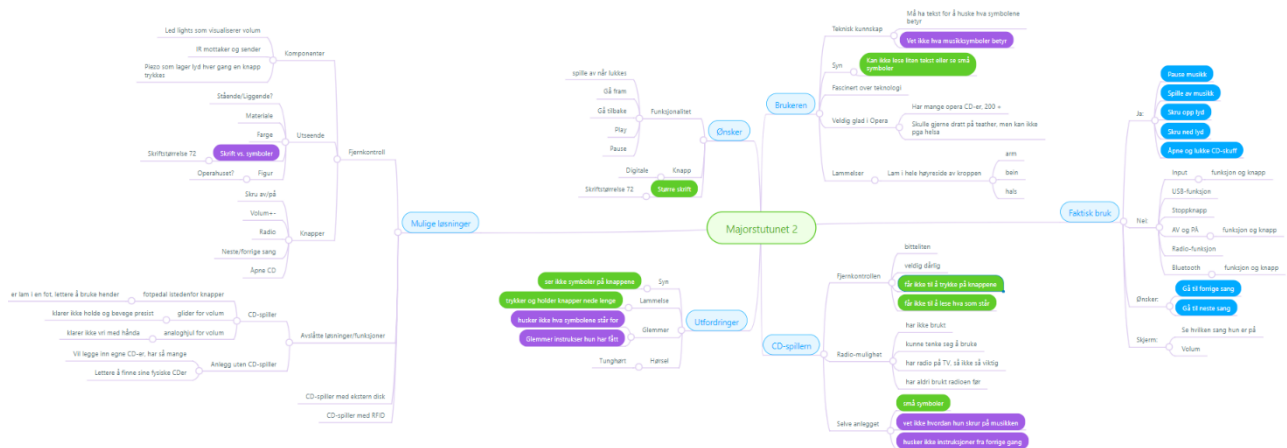 Majorstutunet 2
Brukeren
Teknisk kunnskap
Må ha tekst for å huske hva symbolene
betyr
Vet ikke hva musikksymboler betyr
Syn
Kan ikke lese liten tekst eller se små
symboler
Fascinert over teknologi
Veldig glad i Opera
Har mange opera CD-er, 200 +
Skulle gjerne dratt på teather, men kan ikke
pga helsa
Lammelser
Lam i hele høyreside av kroppen
arm
bein
hals
Faktisk bruk
Ja:
Pause musikk
Spille av musikk
Skru opp lyd
Skru ned lyd
Åpne og lukke CD-stuff
Nei:
Input
funksjon og knapp
USB-funksjon
Stoppknapp
AV og PÅ
funksjon og knapp
Radio-funksjon
Bluetooth
funksjon og knapp
Ønsker:
Gå til forrige sang
Gå til neste sang
Skjerm:
Se hvilken sang hun er på
Volum
CD-spillern
Fjernkontrollen
bitteliten
veldig dårlig
får ikke til å trykke på knappene
får ikke til å lese hva som står
Radio-mulighet
har ikke brukt
kunne tenke seg å bruke
har radio på TV, så ikke så viktig
har aldri brukt radioen før
Selve anlegget
små symboler
vet ikke hvordan hun skrur på musikken
husker ikke instruksjoner fra forrige gang
Ønsker
Funksjonalitet
spille av når lukkes
Gå fram
Gå tilbake
Play
Pause
Knapp
Digitale
Større skrift
Skriftstørrelse 72
Utfordringer
Syn
ser ikke symboler på knappene
Lammelse
trykker og holder knapper nede lenge
Glemmer
husker ikke hva symbolene står for
Glemmer instrukser hun har fått
Hørsel
Tunghørt
Mulige løsninger
Fjernkontroll
Komponenter
Led lights som visualiserer volum
IR mottaker og sender
Piezo som lager lyd hver gang en knapp
trykkes
Utseende
Stående/Liggende?
Materiale
Farge
Skrift vs. symboler
Skriftstørrelse 72
Figur
Operahuset?
Knapper
Skru av/på
Volum+-
Radio
Neste/forrige sang
Åpne CD
Avslåtte løsninger/funksjoner
CD-spiller
fotpedal istedenfor knapper
er lam i en fot, lettere å bruke hender
glider for volum
klarer ikke holde og bevege presist
analoghjul for volum
klarer ikke vri med hånda
Anlegg uten CD-spiller
Vil legge inn egne CD-er, har så mange
Lettere å finne sine fysiske CDer
CD-spiller med ekstern disk
CD-spiller med RFID